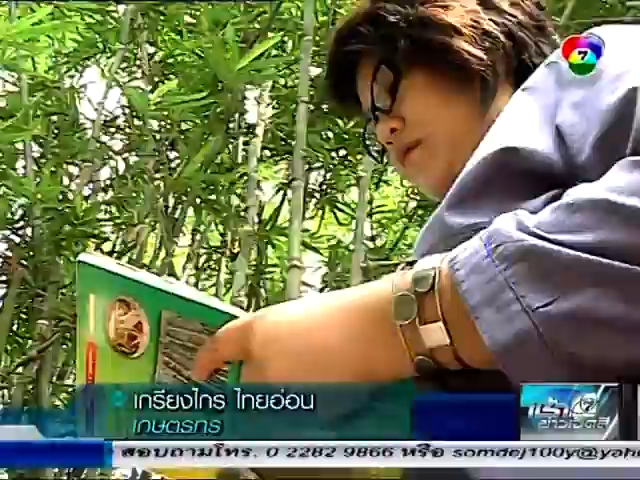 7
เกรียงไกร ไทยอ่อน
เกษตรกร
สอบถามโทร. 0 2282 9866 หรือ somdej100y@yaho